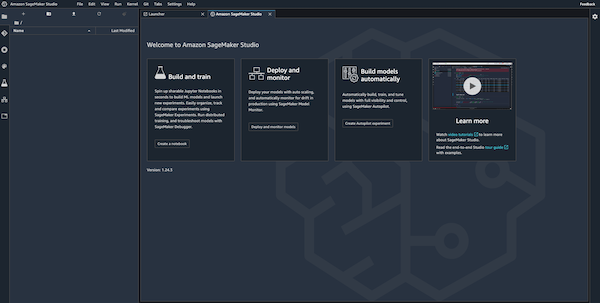 Amazon SageMaker Studio File Edit View Run Kernel Git Tabs Settings Help Feedback
Launcher Amazon SageMaker Studio
/
Name Last Modified
Welcome to Amazon SageMaker Studio
Build and train
Spin up sharable Jupyter Notebooks in
seconds to build ML models and launch
new experiments. Easily organize, track
and compare experiments using
SageMaker Experiments. Run distributed
training, and troubleshoot models with
SageMaker Debugger.
Create a notebook
Deploy and
monitor
Deploy your models with auto scaling,
and automatically monitor for drift in
production using SageMaker Model
Monitor.
Deploy and monitor models
Build models
automatically
Automatically build, train, and tune
models with full visibility and control,
using SageMaker Autopilot.
Create Autopilot experiment
Learn more
Watch video tutorials to learn more
about SageMaker Studio.
Read the end-no-end Studio tour guide
with examples.
Version: 1.24.3